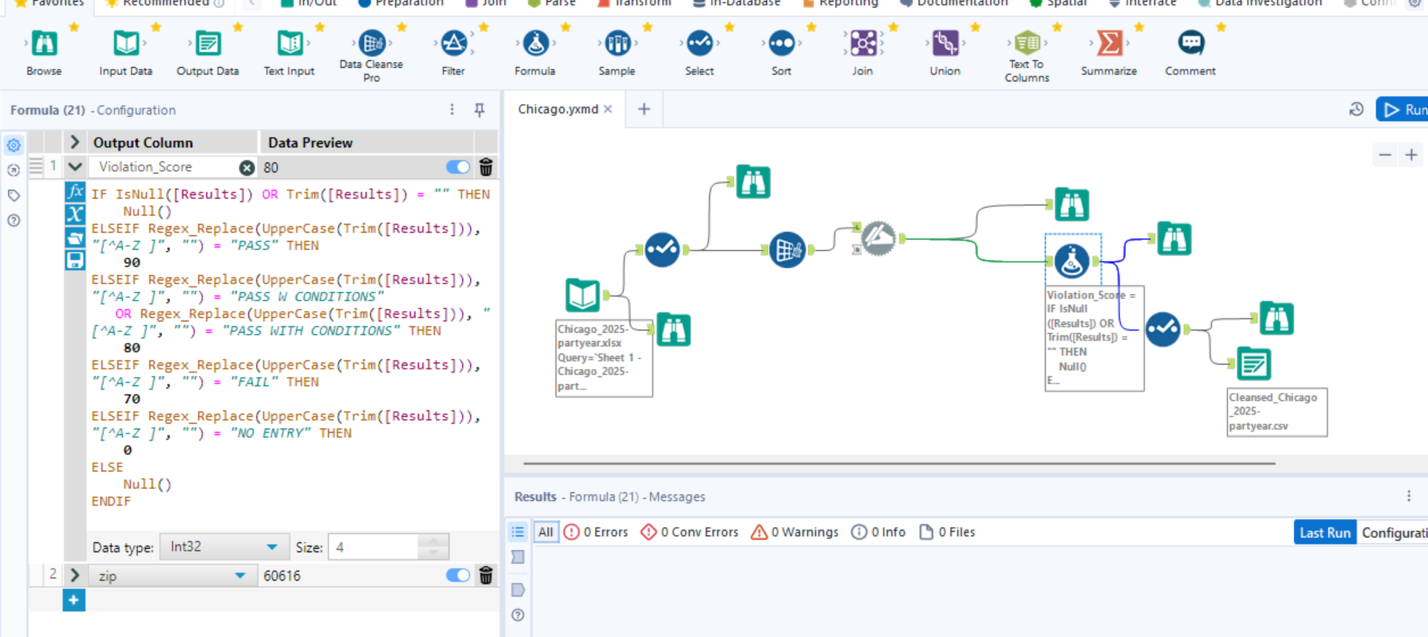 Favorites
Recommended
In/Out
Preparation
Join
Parse
Transform
In-Database
Reporting
Documentation
Spatial
Interface
Data Investigation
Browse
Input Data
Output Data
Text Input
Data Cleanse
Pro
Filter
Formula
Sample
Select
Sort
Join
Union
Text To
Columns
Summarize
Comment
Formula (21) - Configuration
Output Column
Data Preview
1
Violation_Score
80
IF IsNull([Results]) OR Trim([Results]) = "" THEN
Null()
ELSEIF Regex_Replace(UpperCase(Trim([Results])),
"[^A-Z ]", "") = "PASS" THEN
90
ELSEIF Regex_Replace(UpperCase(Trim([Results])),
"[^A-Z ]", "") = "PASS W CONDITIONS"
OR Regex_Replace(UpperCase(Trim([Results])), "
[^A-Z ]", "") = "PASS WITH CONDITIONS" THEN
80
ELSEIF Regex_Replace(UpperCase(Trim([Results])),
"[^A-Z ]", "") = "FAIL" THEN
70
ELSEIF Regex_Replace(UpperCase(Trim([Results])),
"[^A-Z ]", "") = "NO ENTRY" THEN
0
ELSE
Null()
ENDIF
Data type:
Int32
Size:
4
2
zip
60616
Chicago.yxmd
Run
Chicago_2025-
partyear.xlsx
Query=`Sheet 1 -
Chicago_2025-
part...
Violation_Score =
IF IsNull
([Results]) OR
Trim([Results]) =
"" THEN
Null()
E...
Cleansed_Chicago
_2025-
partyear.csv
Results - Formula (21) - Messages
All
0 Errors
0 Conv Errors
0 Warnings
0 Info
0 Files
Last Run
Configurati